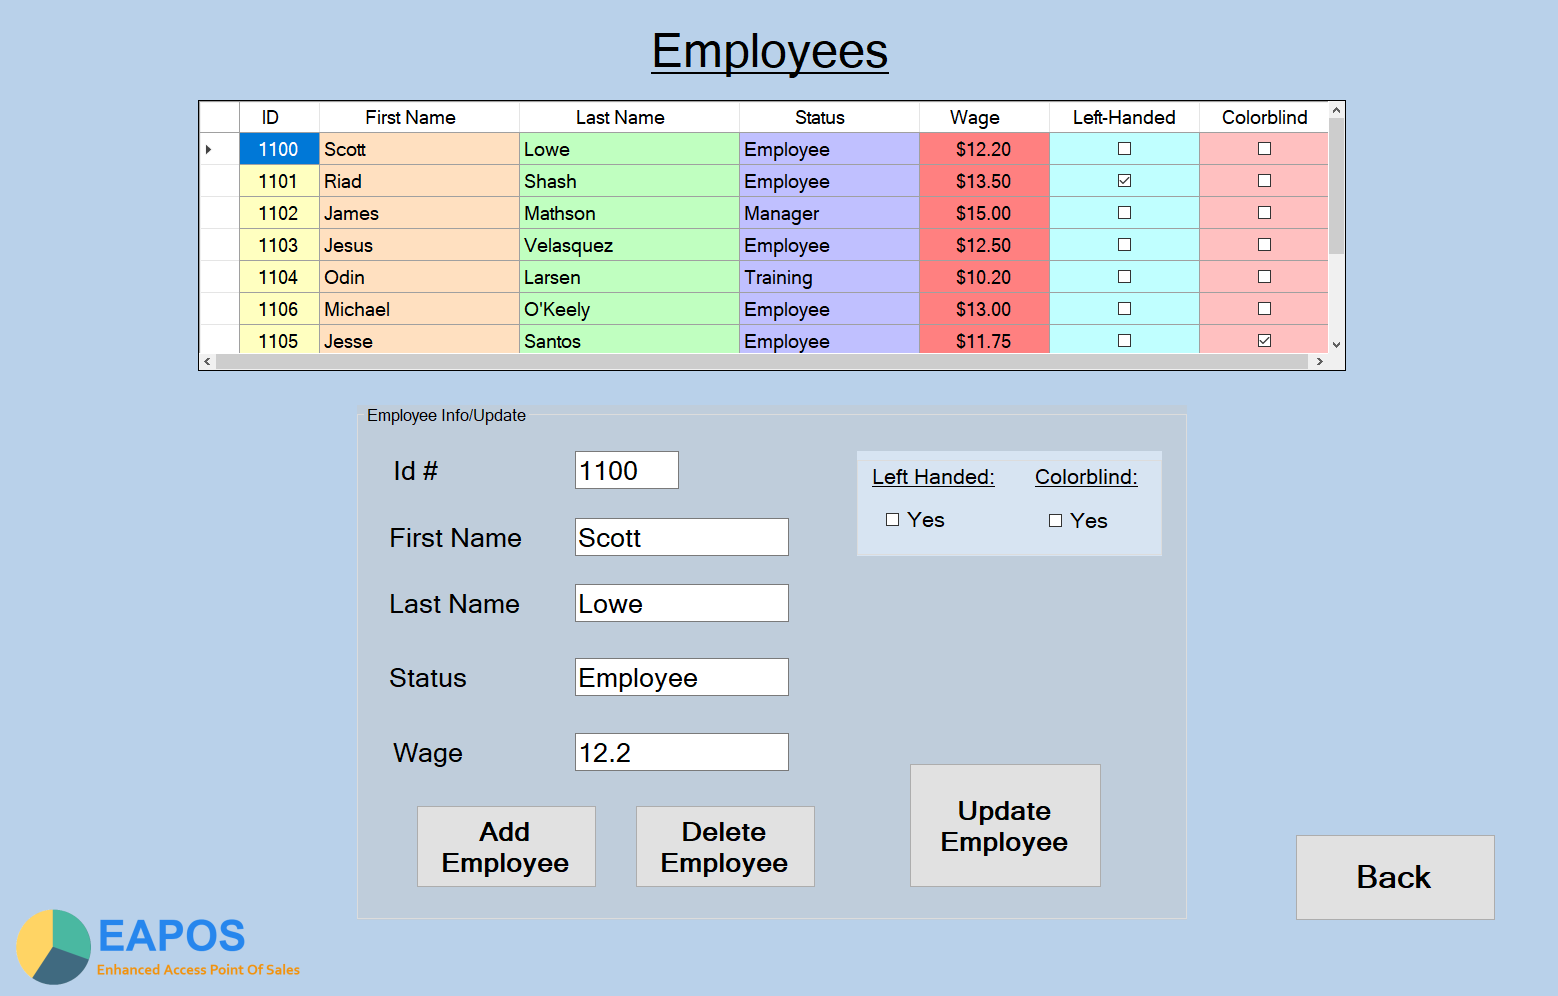 Employees
ID First Name Last Name Status Wage Left-Handed Colorblind
1100 Scott Lowe Employee $12.20
1101 Riad Shash Employee $13.50
1102 James Mathson Manager $15.00
1103 Jesus Velasquez Employee $12.50
1104 Odin Larsen Training $10.20
1106 Michael O'Keely Employee $13.00
1105 Jesse Santos Employee $11.75
Employee Info/Update
Id # 1100
Left Handed: Colorblind:
Yes Yes
First Name Scott
Last Name Lowe
Status Employee
Wage 12.2
Add
Employee
Delete
Employee
Update
Employee
Back
EAPOS
Enhanced Access Point Of Sales